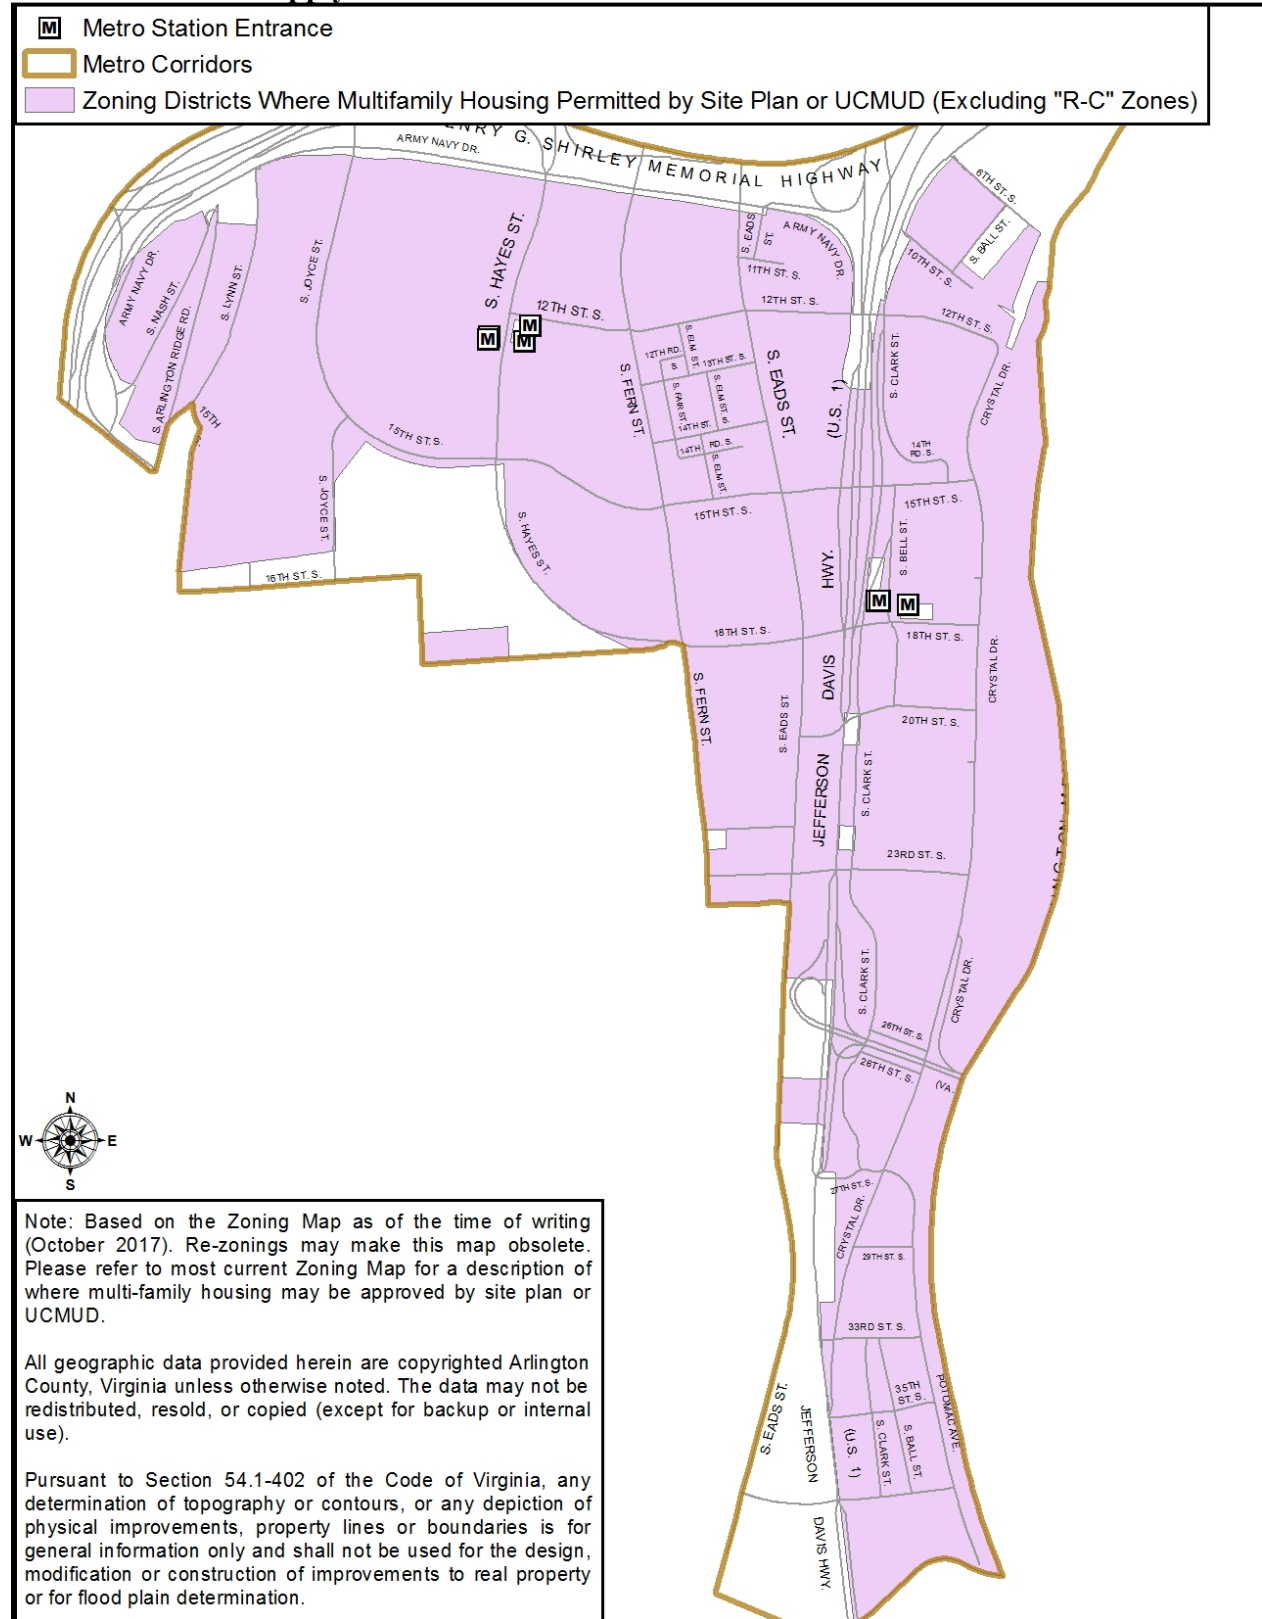 M Metro Station Entrance
Metro Corridors
Zoning Districts Where Multifamily Housing Permitted by Site Plan or UCMUD (Excluding "R-C" Zones)
G. SHIRLEY MEMORIAL HIGHWAY
ARMY NAVY DR.
6TH ST. S.
S. BALL ST.
10TH ST. S.
12TH ST. S.
S. EADS ST.
ARMY NAVY DR.
11TH ST. S.
12TH ST. S.
S. HAYES ST.
S. JOYCE ST.
S. LYNN ST.
ARMY NAVY DR.
S. NASH ST.
S. ARLINGTON RIDGE RD.
15TH
12TH ST. S.
M
M
M
12TH RD.
S.
S. ELM ST.
13TH ST. S.
S. FERN ST.
S. FAIR ST.
S. ELM ST. S.
14TH ST.
14TH RD. S.
S. ELM ST.
S. EADS ST.
(U.S. 1)
S. CLARK ST.
CRYSTAL DR.
14TH
RD. S.
15TH ST. S.
15TH ST. S.
15TH ST. S.
S. JOYCE ST.
S. HAYES ST.
HWY.
S. BELL ST.
M
M
16TH ST. S.
18TH ST. S.
18TH ST. S.
S. FERN ST.
S. EADS ST.
DAVIS
CRYSTAL DR.
20TH ST. S.
JEFFERSON
S. CLARK ST.
23RD ST. S.
S. CLARK ST.
CRYSTAL DR.
26TH ST. S.
26TH ST. S.
(VA.
N
W E
S
27TH ST. S.
CRYSTAL DR.
29TH ST. S.
33RD ST. S.
35TH
ST. S.
POTOMAC AVE.
S. EADS ST.
JEFFERSON
(U.S. 1)
S. CLARK ST.
S. BALL ST.
DAVIS HWY.
Note: Based on the Zoning Map as of the time of writing
(October 2017). Re-zonings may make this map obsolete.
Please refer to most current Zoning Map for a description of
where multi-family housing may be approved by site plan or
UCMUD.
All geographic data provided herein are copyrighted Arlington
County, Virginia unless otherwise noted. The data may not be
redistributed, resold, or copied (except for backup or internal
use).
Pursuant to Section 54.1-402 of the Code of Virginia, any
determination of topography or contours, or any depiction of
physical improvements, property lines or boundaries is for
general information only and shall not be used for the design,
modification or construction of improvements to real property
or for flood plain determination.